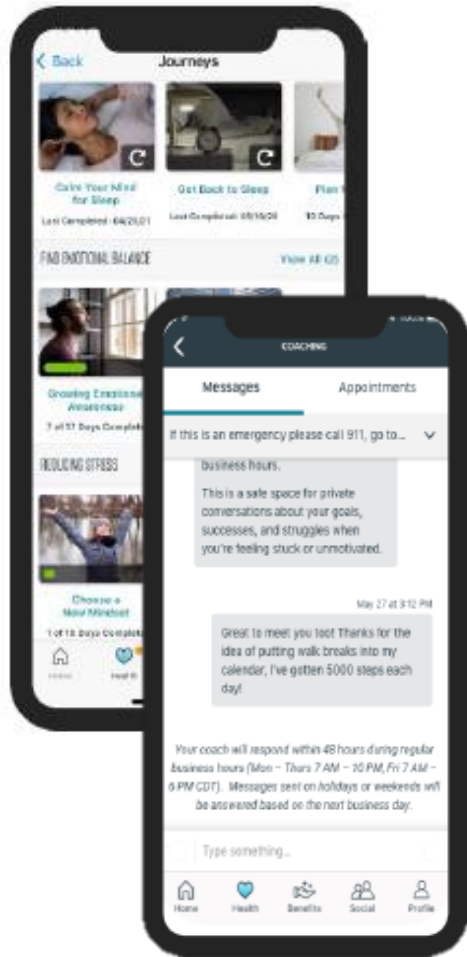 Back
Journeys
Calm Your Mind
for Sleep
Get Back to Sleep
Plan
Last Completed: 04/20/21
Last Completed:
10 Days
FIND EMOTIONAL BALANCE
View All
Growing Emotional
Awareness
7 of 17 Days Complete
REDUCING STRESS
Choose a
New Mindset
Days Complete
Home
Health
100%
COACHING
Messages
Appointments
If this is an emergency please call 911, go to...
business hours.
This is a safe space for private
conversations about your goals,
successes, and struggles when
you're feeling stuck or unmotivated.
May 27 at 3:12 PM
Great to meet you too! Thanks for the
idea of putting walk breaks into my
calendar, I've gotten 5000 steps each
day!
Your coach will respond within 48 hours during regular
business hours (Mon – Thurs 7 AM – 10 PM, Fri 7 AM –
6 PM CDT). Messages sent on holidays or weekends will
be answered based on the next business day.
Type something...
Home
Health
Benefits
Social
Profile